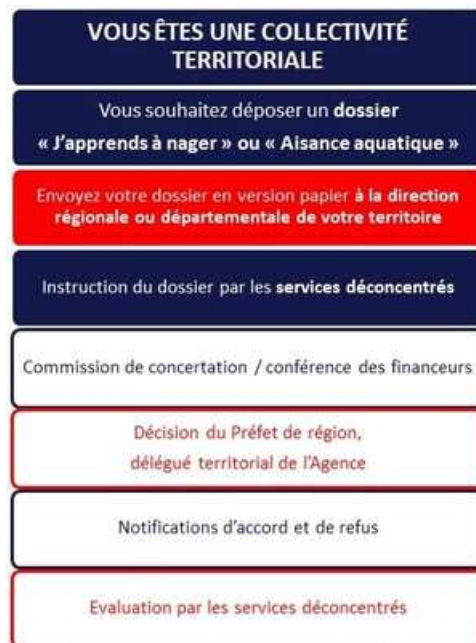 VOUS ÊTES UNE COLLECTIVITÉ
TERRITORIALE
Vous souhaitez déposer un dossier
« J'apprends à nager » ou « Aisance aquatique »
Envoyez votre dossier en version papier à la direction
régionale ou départementale de votre territoire
Instruction du dossier par les services déconcentrés
Commission de concertation / conférence des financeurs
Décision du Préfet de région,
délégué territorial de l'Agence
Notifications d'accord et de refus
Evaluation par les services déconcentrés